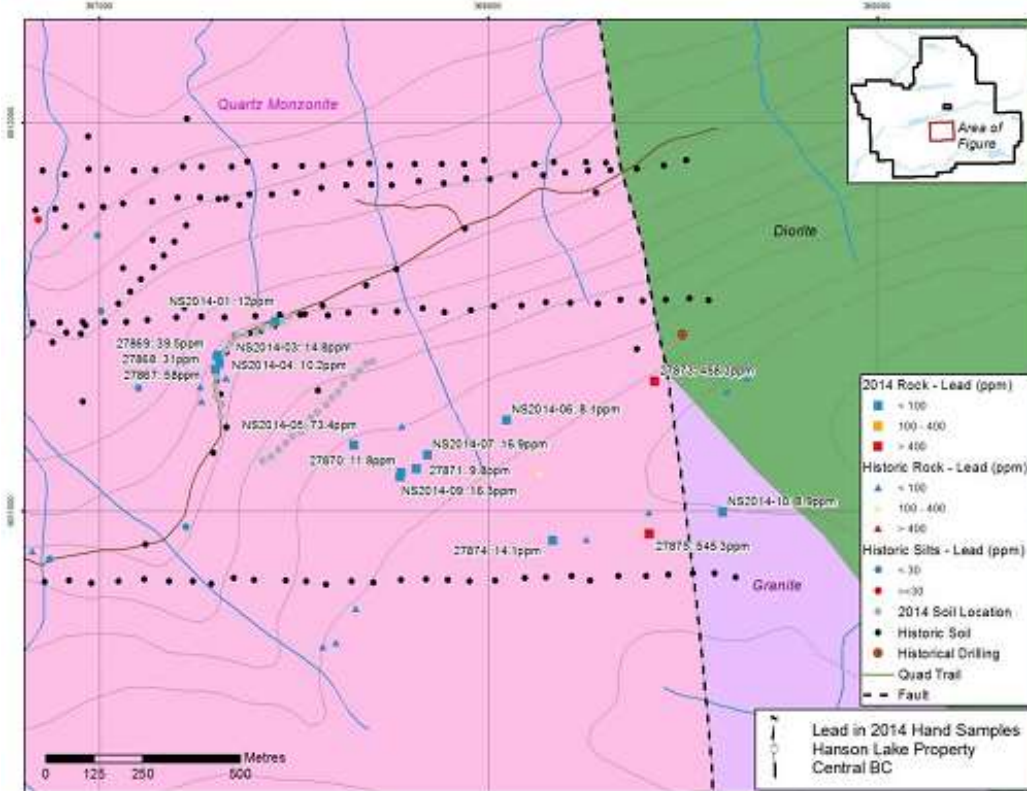 Quartz Monzonite
Area of
Figure
Diorite
NS2014-01: 12ppm
27869: 39.5ppm
NS2014-03: 14.8ppm
27868: 31ppm
NS2014-04: 10.2ppm
27867: 58ppm
NS2014-06: 8.1ppm
NS2014-05: 73.4ppm
NS2014-07: 16.9ppm
27870: 11.8ppm
NS2014-09: 16.3ppm
NS2014-10: 8.9ppm
27874: 14.1ppm
27875: 545.3ppm
Granite
2014 Rock - Lead (ppm)
< 100
100 - 400
> 400
Historic Rock - Lead (ppm)
< 100
100 - 400
> 400
Historic Silts - Lead (ppm)
< 30
>=30
2014 Soil Location
Historic Soil
Historical Drilling
Quad Trail
Fault
Metres
0 125 250 500
Lead in 2014 Hand Samples
Hanson Lake Property
Central BC